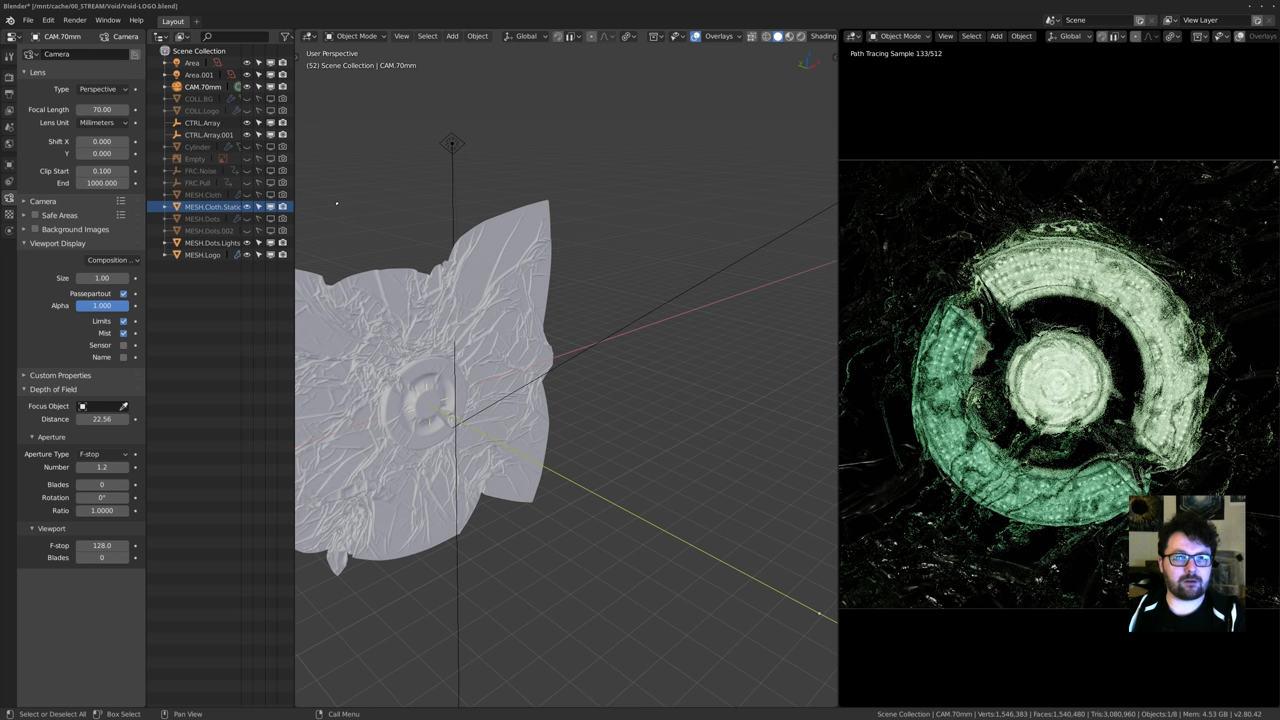 Blender* [/mnt/cache/00_STREAM/Void/Void-LOGO.blend]
File Edit Render Window Help Layout Scene View Layer
CAM.70mm Camera
Object Mode View Select Add Object Global Overlays Shading
Object Mode View Select Add Object Global Overlays
Camera
Lens
Type Perspective
Focal Length 70.00
Lens Unit Millimeters
Shift X 0.000
Y 0.000
Clip Start 0.100
End 1000.000
Camera
Safe Areas
Background Images
Viewport Display
Composition ..
Size 1.00
Passepartout
Alpha 1.000
Limits
Mist
Sensor
Name
Custom Properties
Depth of Field
Focus Object
Distance 22.56
Aperture
Aperture Type F-stop
Number 1.2
Blades 0
Rotation 0°
Ratio 1.0000
Viewport
F-stop 128.0
Blades 0
Scene Collection
Area
Area.001
CAM.70mm
COLL.BG
COLL.Logo
CTRL.Array
CTRL.Array.001
Cylinder
Empty
FRC.Noise
FRC.Pull
MESH.Cloth
MESH.Cloth.Static
MESH.Dots
MESH.Dots.002
MESH.Dots.Lights
MESH.Logo
User Perspective
(52) Scene Collection | CAM.70mm
Path Tracing Sample 133/512
Select or Deselect All Box Select Pan View Call Menu
Scene Collection | CAM.70mm | Verts:1,546,383 | Faces:1,540,480 | Tris:3,080,960 | Objects:1/8 | Mem: 4.53 GB | v2.80.42